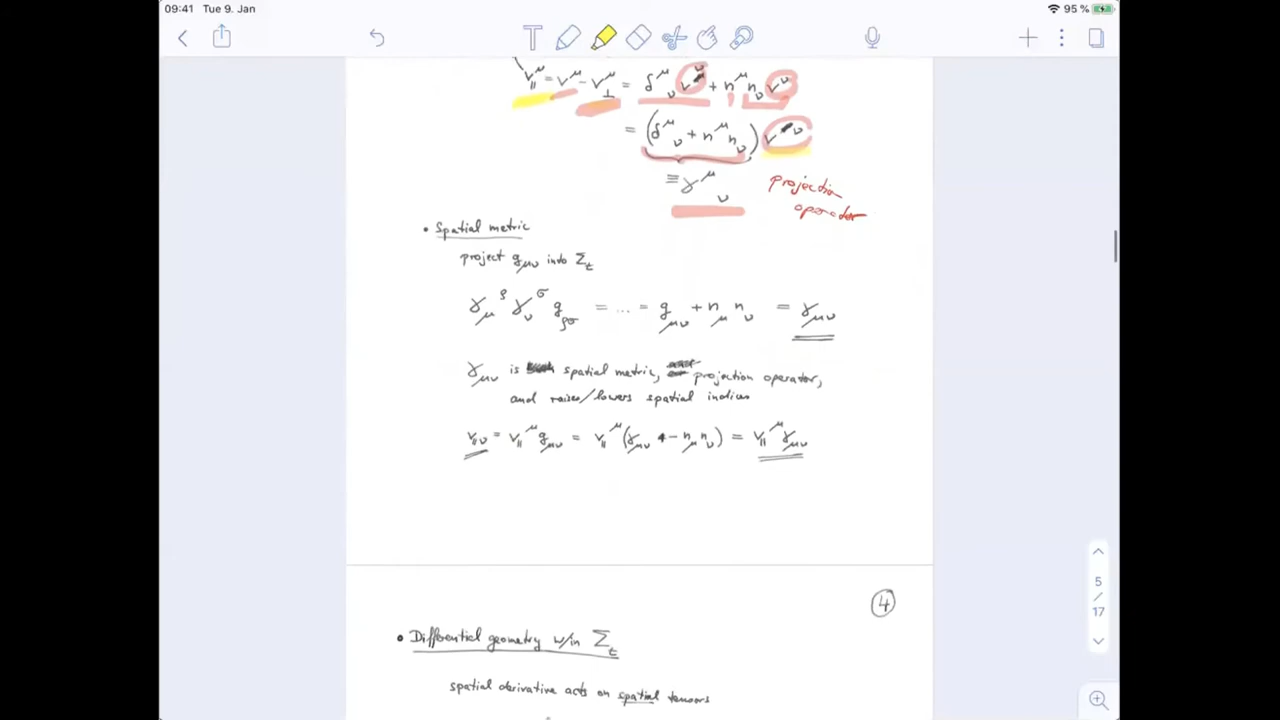 09:41 Tue 9. Jan
95 %
v∥^μ = v^μ − v⊥^μ = δ^μ_ν v^ν + n^μ n_ν v^ν
= (δ^μ_ν + n^μ n_ν) v^ν
≡ γ^μ_ν
projection
operator
• Spatial metric
project g_μν into Σ_t
γ_μ^ρ γ_ν^σ g_ρσ = ... = g_μν + n_μ n_ν = γ_μν
γ_μν is spatial metric, projection operator,
and raises/lowers spatial indices
v_∥ν = v∥^μ g_μν = v∥^μ (γ_μν − n_μ n_ν) = v∥^μ γ_μν
5
/
17
4
• Differential geometry w/in Σ_t
spatial derivative acts on spatial tensors